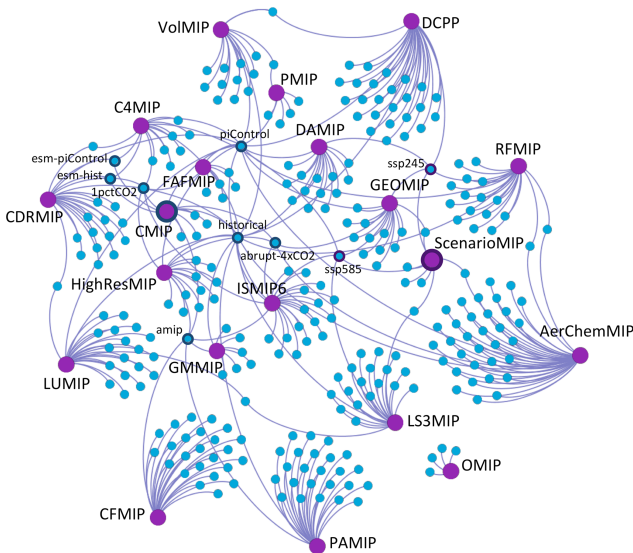 VolMIP
DCPP
PMIP
C4MIP
piControl
DAMIP
esm-piControl
ssp245
RFMIP
esm-hist
FAFMIP
GEOMIP
1pctCO2
CDRMIP
CMIP
historical
ScenarioMIP
abrupt-4xCO2
ssp585
HighResMIP
ISMIP6
amip
AerChemMIP
GMMIP
LUMIP
LS3MIP
OMIP
CFMIP
PAMIP